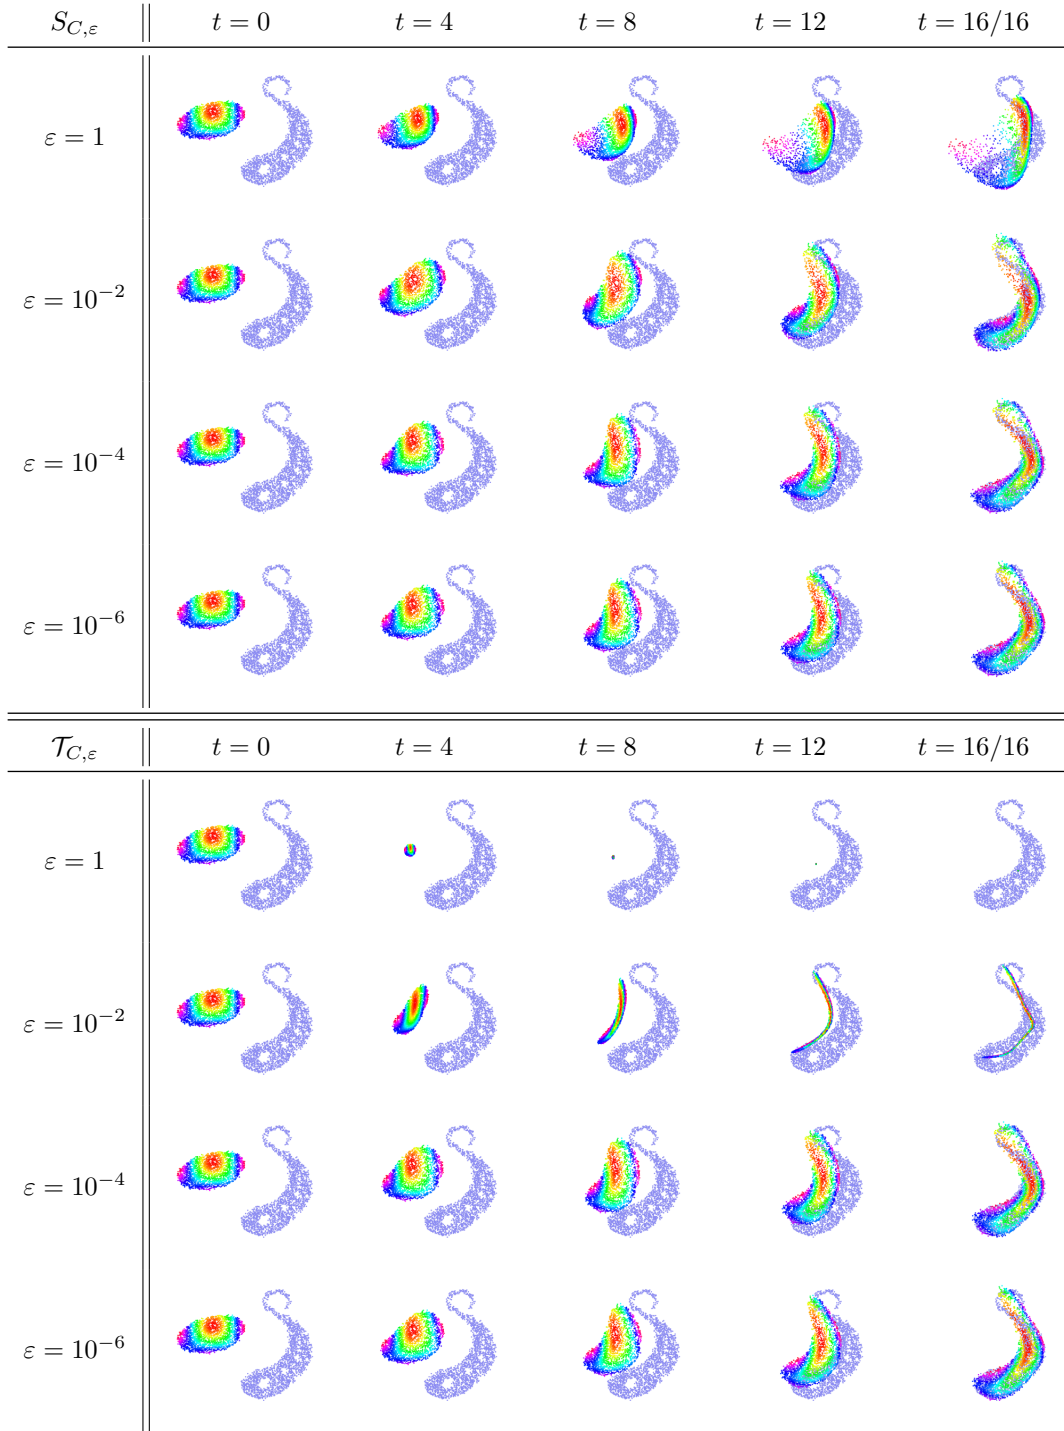 S_{C,ε} t = 0 t = 4 t = 8 t = 12 t = 16/16
ε = 1
ε = 10^{-2}
ε = 10^{-4}
ε = 10^{-6}
𝒯_{C,ε} t = 0 t = 4 t = 8 t = 12 t = 16/16
ε = 1
ε = 10^{-2}
ε = 10^{-4}
ε = 10^{-6}